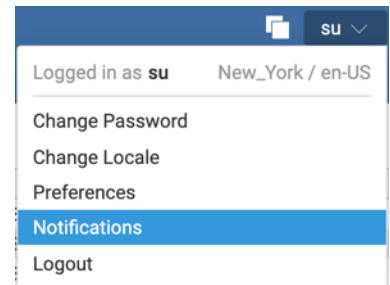 su
Logged in as su New_York / en-US
Change Password
Change Locale
Preferences
Notifications
Logout